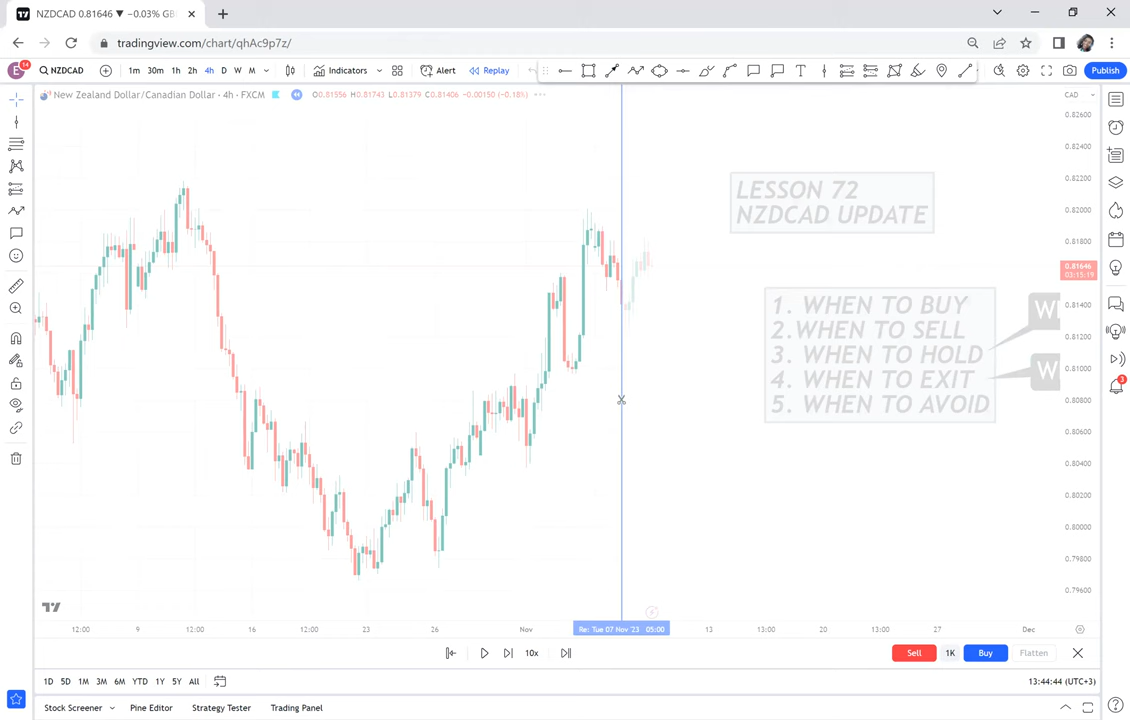 NZDCAD 0.81646 ▼ −0.03% GB
tradingview.com/chart/qhAc9p7z/
E 14 NZDCAD 1m 30m 1h 2h 4h D W M Indicators Alert Replay T Publish
New Zealand Dollar/Canadian Dollar · 4h · FXCM O0.81556 H0.81743 L0.81379 C0.81406 −0.00150 (−0.18%) CAD
0.82600
0.82400
0.82200
0.82000
0.81800
0.81646
03:15:19
0.81400
0.81200
0.81000
0.80800
0.80600
0.80400
0.80200
0.80000
0.79800
0.79600
LESSON 72
NZDCAD UPDATE
1. WHEN TO BUY
2.WHEN TO SELL
3. WHEN TO HOLD
4. WHEN TO EXIT
5. WHEN TO AVOID
W
W
3
12:00 9 12:00 16 12:00 23 26 Nov Re: Tue 07 Nov '23 05:00 13 13:00 20 13:00 27 Dec
10x Sell 1K Buy Flatten
1D 5D 1M 3M 6M YTD 1Y 5Y All 13:44:44 (UTC+3)
Stock Screener Pine Editor Strategy Tester Trading Panel